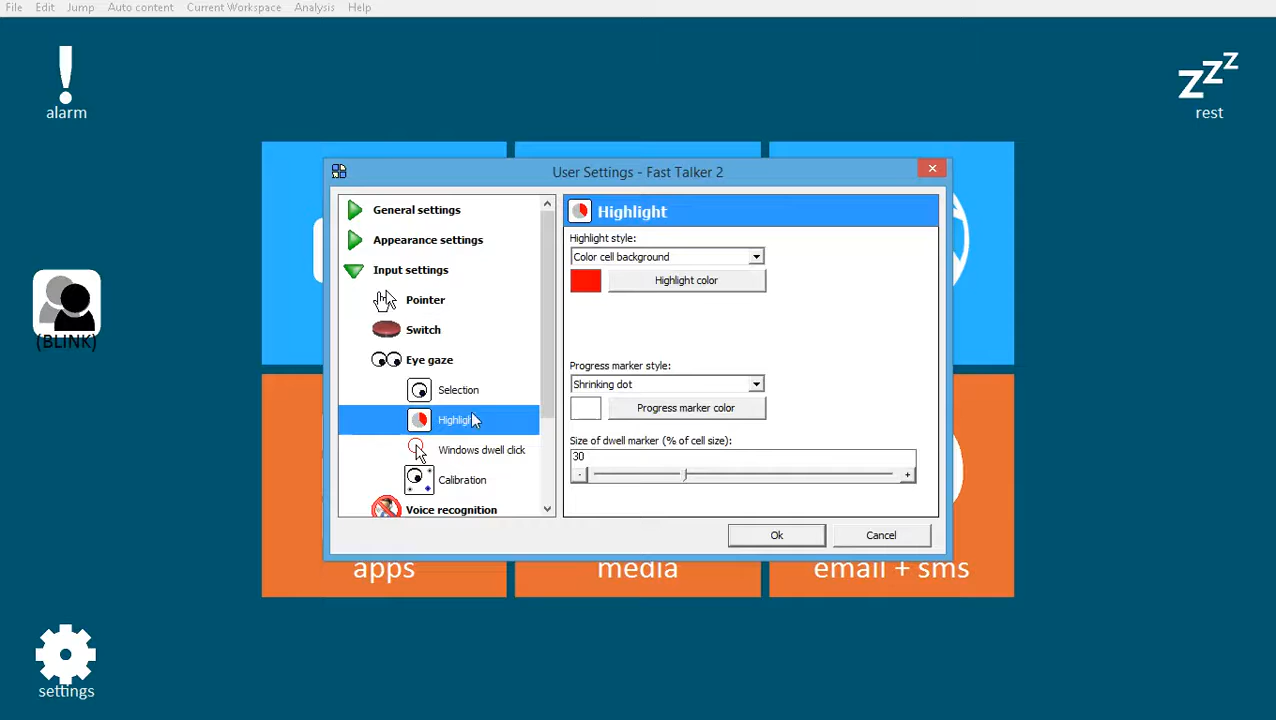 File Edit Jump Auto content Current Workspace Analysis Help
alarm
zzz
rest
User Settings - Fast Talker 2
General settings
Appearance settings
Input settings
Pointer
Switch
Eye gaze
Selection
Highlight
Windows dwell click
Calibration
Voice recognition
Highlight
Highlight style:
Color cell background
Highlight color
Progress marker style:
Shrinking dot
Progress marker color
Size of dwell marker (% of cell size):
30
- +
Ok Cancel
(BLINK)
apps media email + sms
settings